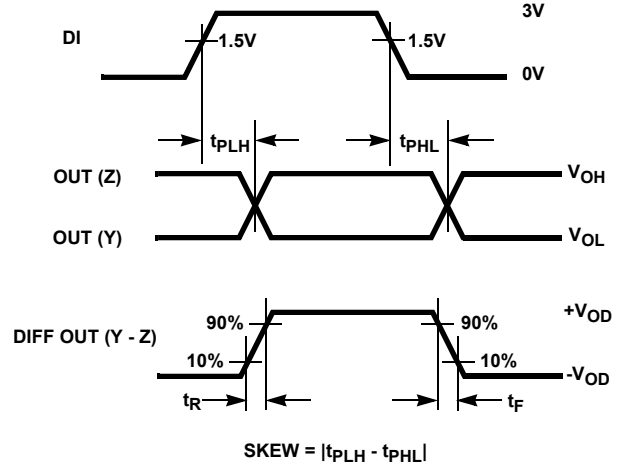 3V
DI
1.5V
1.5V
0V
tPLH
tPHL
OUT (Z)
VOH
OUT (Y)
VOL
+VOD
90%
90%
DIFF OUT (Y - Z)
10%
10%
-VOD
tR
tF
SKEW = |tPLH - tPHL|